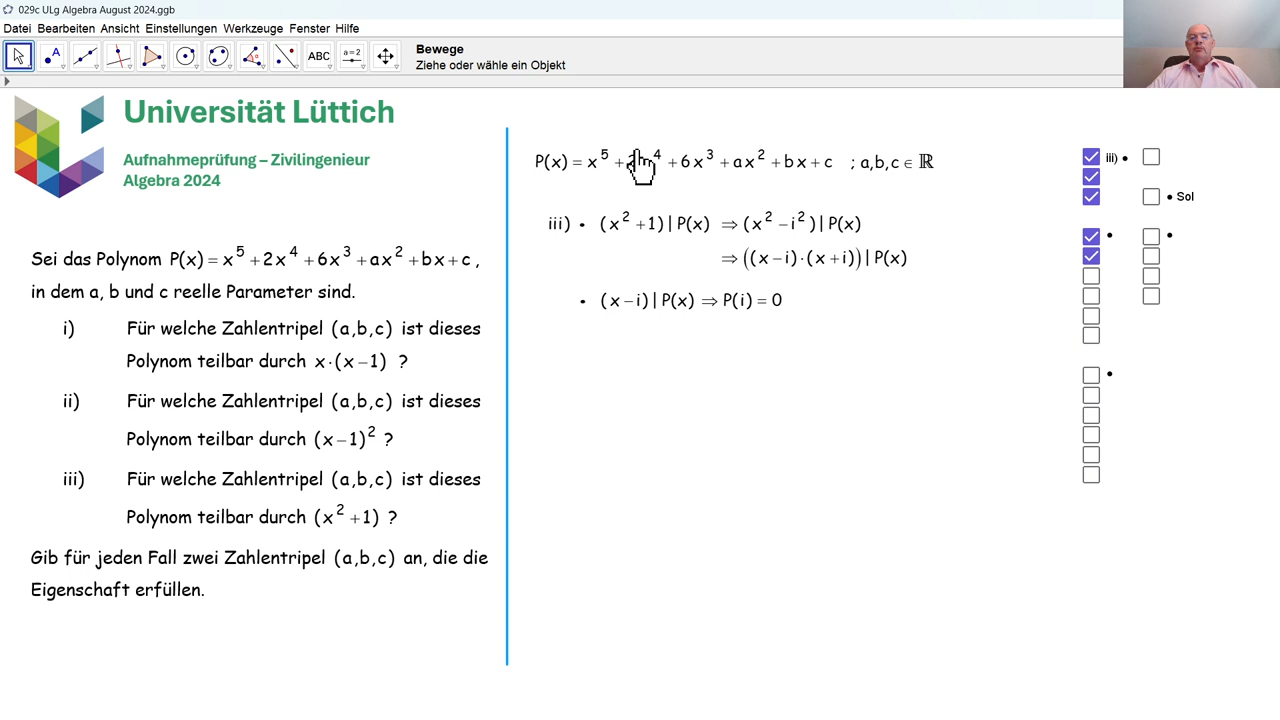 029c ULg Algebra August 2024.ggb
Datei Bearbeiten Ansicht Einstellungen Werkzeuge Fenster Hilfe
A
ABC
a=2
Bewege
Ziehe oder wähle ein Objekt
Universität Lüttich
Aufnahmeprüfung – Zivilingenieur
Algebra 2024
Sei das Polynom P(x) = x⁵ + 2x⁴ + 6x³ + ax² + bx + c ,
in dem a, b und c reelle Parameter sind.
i) Für welche Zahlentripel (a,b,c) ist dieses
Polynom teilbar durch x·(x−1) ?
ii) Für welche Zahlentripel (a,b,c) ist dieses
Polynom teilbar durch (x−1)² ?
iii) Für welche Zahlentripel (a,b,c) ist dieses
Polynom teilbar durch (x² +1) ?
Gib für jeden Fall zwei Zahlentripel (a,b,c) an, die die
Eigenschaft erfüllen.
P(x) = x⁵ + ⁴ + 6x³ + ax² + bx + c ; a,b,c ∈ ℝ
iii) • (x² +1) | P(x) ⇒ (x² − i²) | P(x)
⇒ ((x−i)·(x+i)) | P(x)
• (x−i) | P(x) ⇒ P(i) = 0
iii) •
• Sol